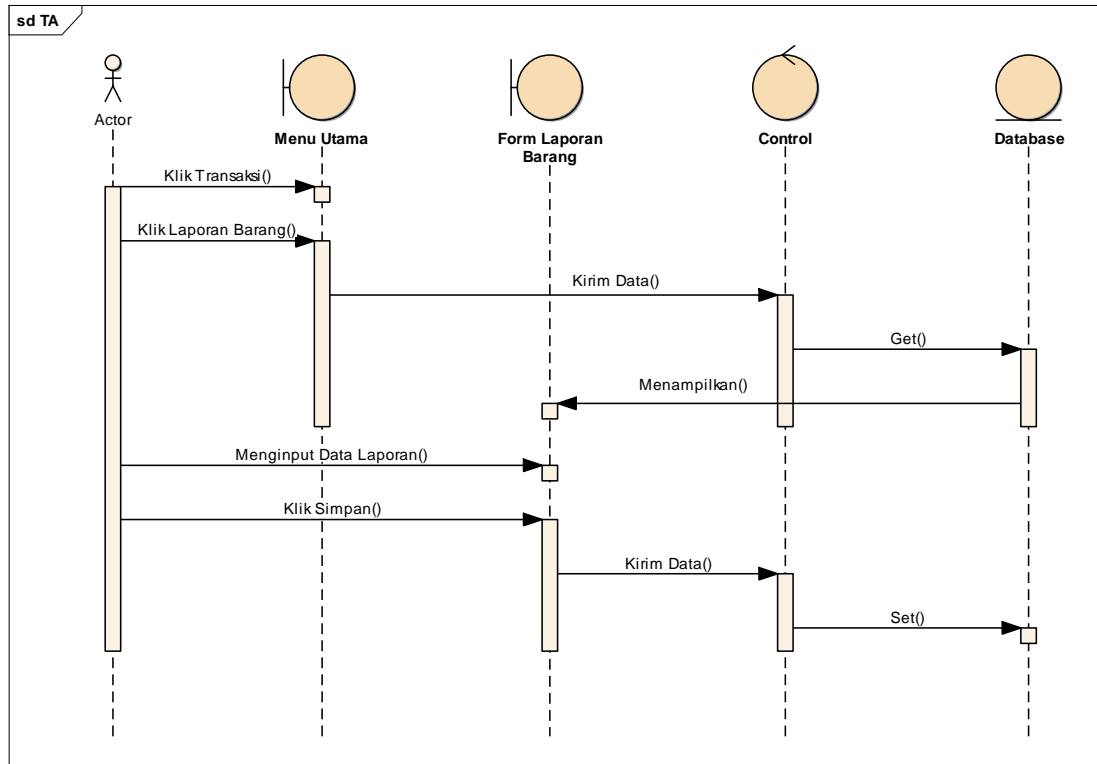 sd TA
Actor
Menu Utama
Form Laporan
Barang
Control
Database
Klik Transaksi()
Klik Laporan Barang()
Kirim Data()
Get()
Menampilkan()
Menginput Data Laporan()
Klik Simpan()
Kirim Data()
Set()